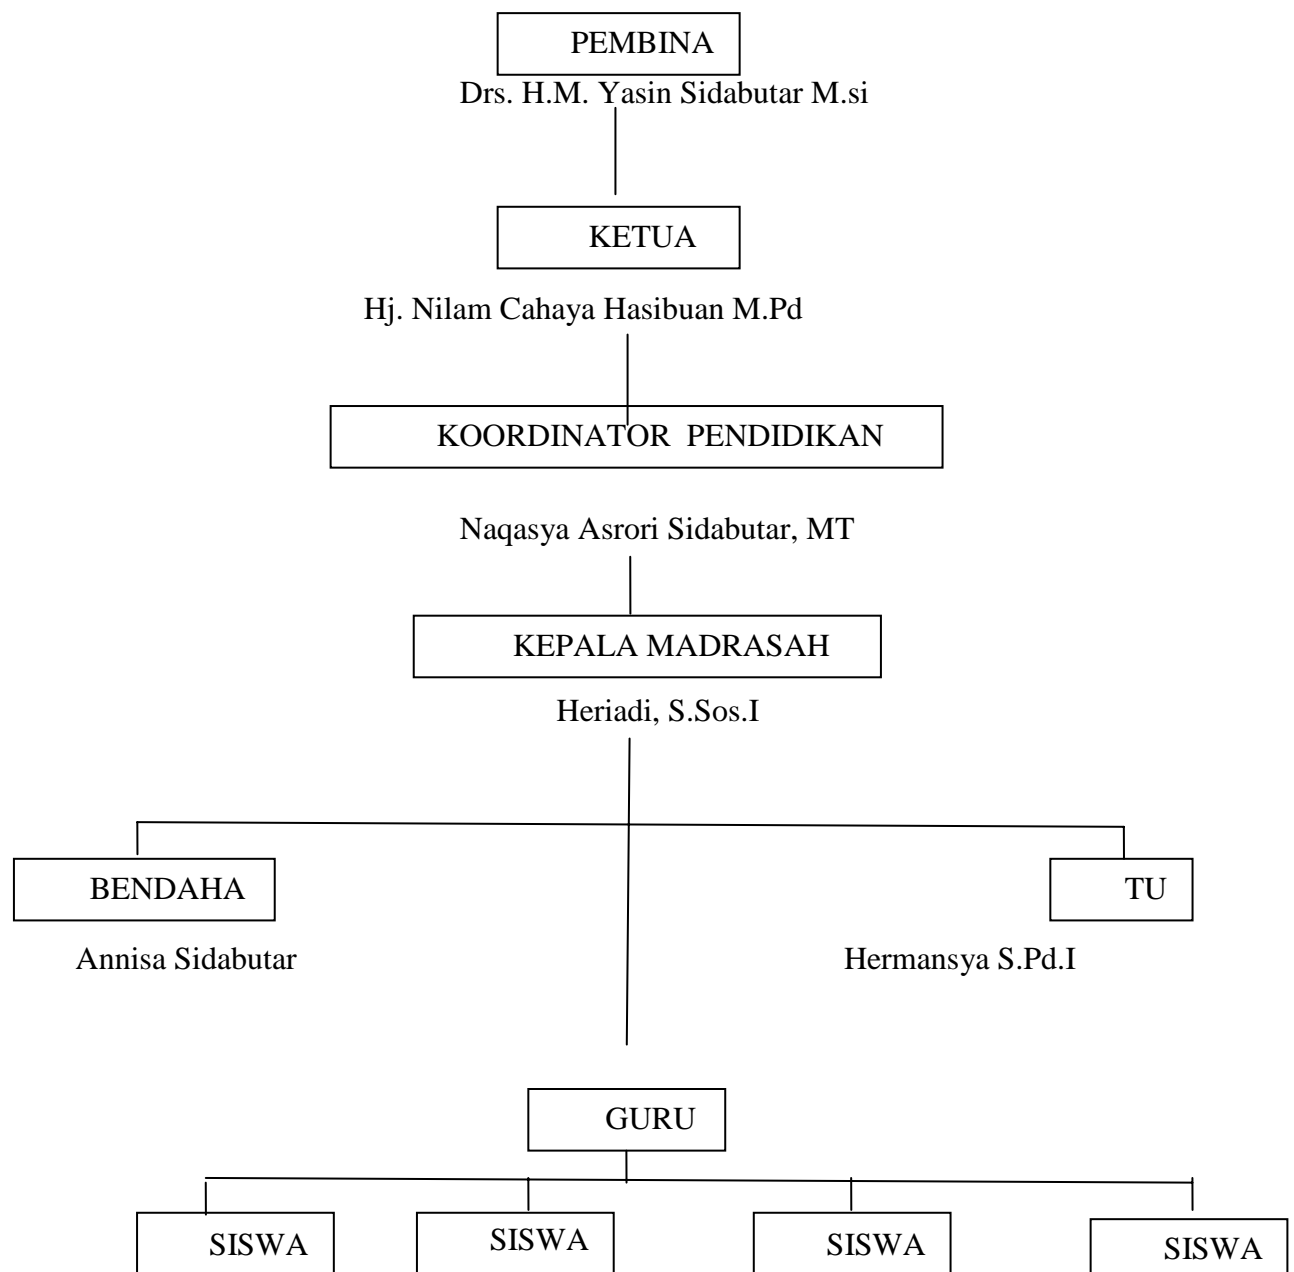 PEMBINA
Drs. H.M. Yasin Sidabutar M.si
KETUA
Hj. Nilam Cahaya Hasibuan M.Pd
KOORDINATOR PENDIDIKAN
Naqasya Asrori Sidabutar, MT
KEPALA MADRASAH
Heriadi, S.Sos.I
BENDAHA
TU
Annisa Sidabutar
Hermansya S.Pd.I
GURU
SISWA
SISWA
SISWA
SISWA